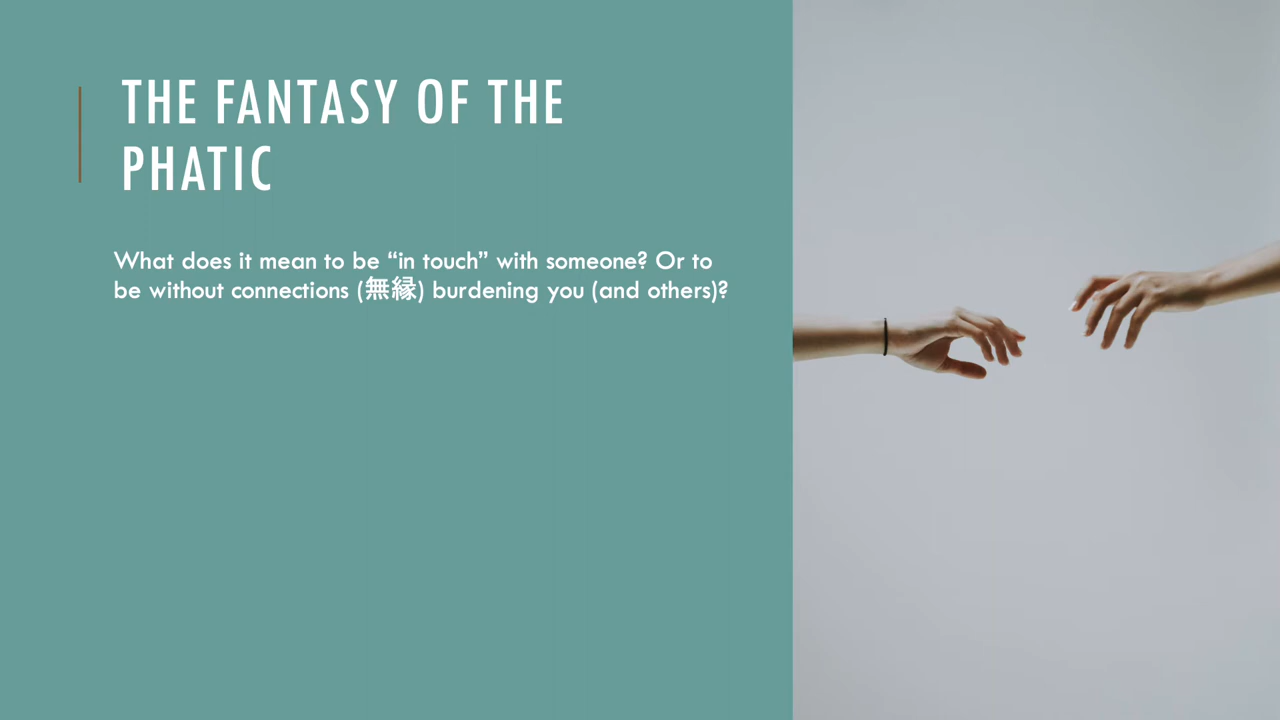 THE FANTASY OF THE
PHATIC
What does it mean to be “in touch” with someone? Or to
be without connections (無縁) burdening you (and others)?